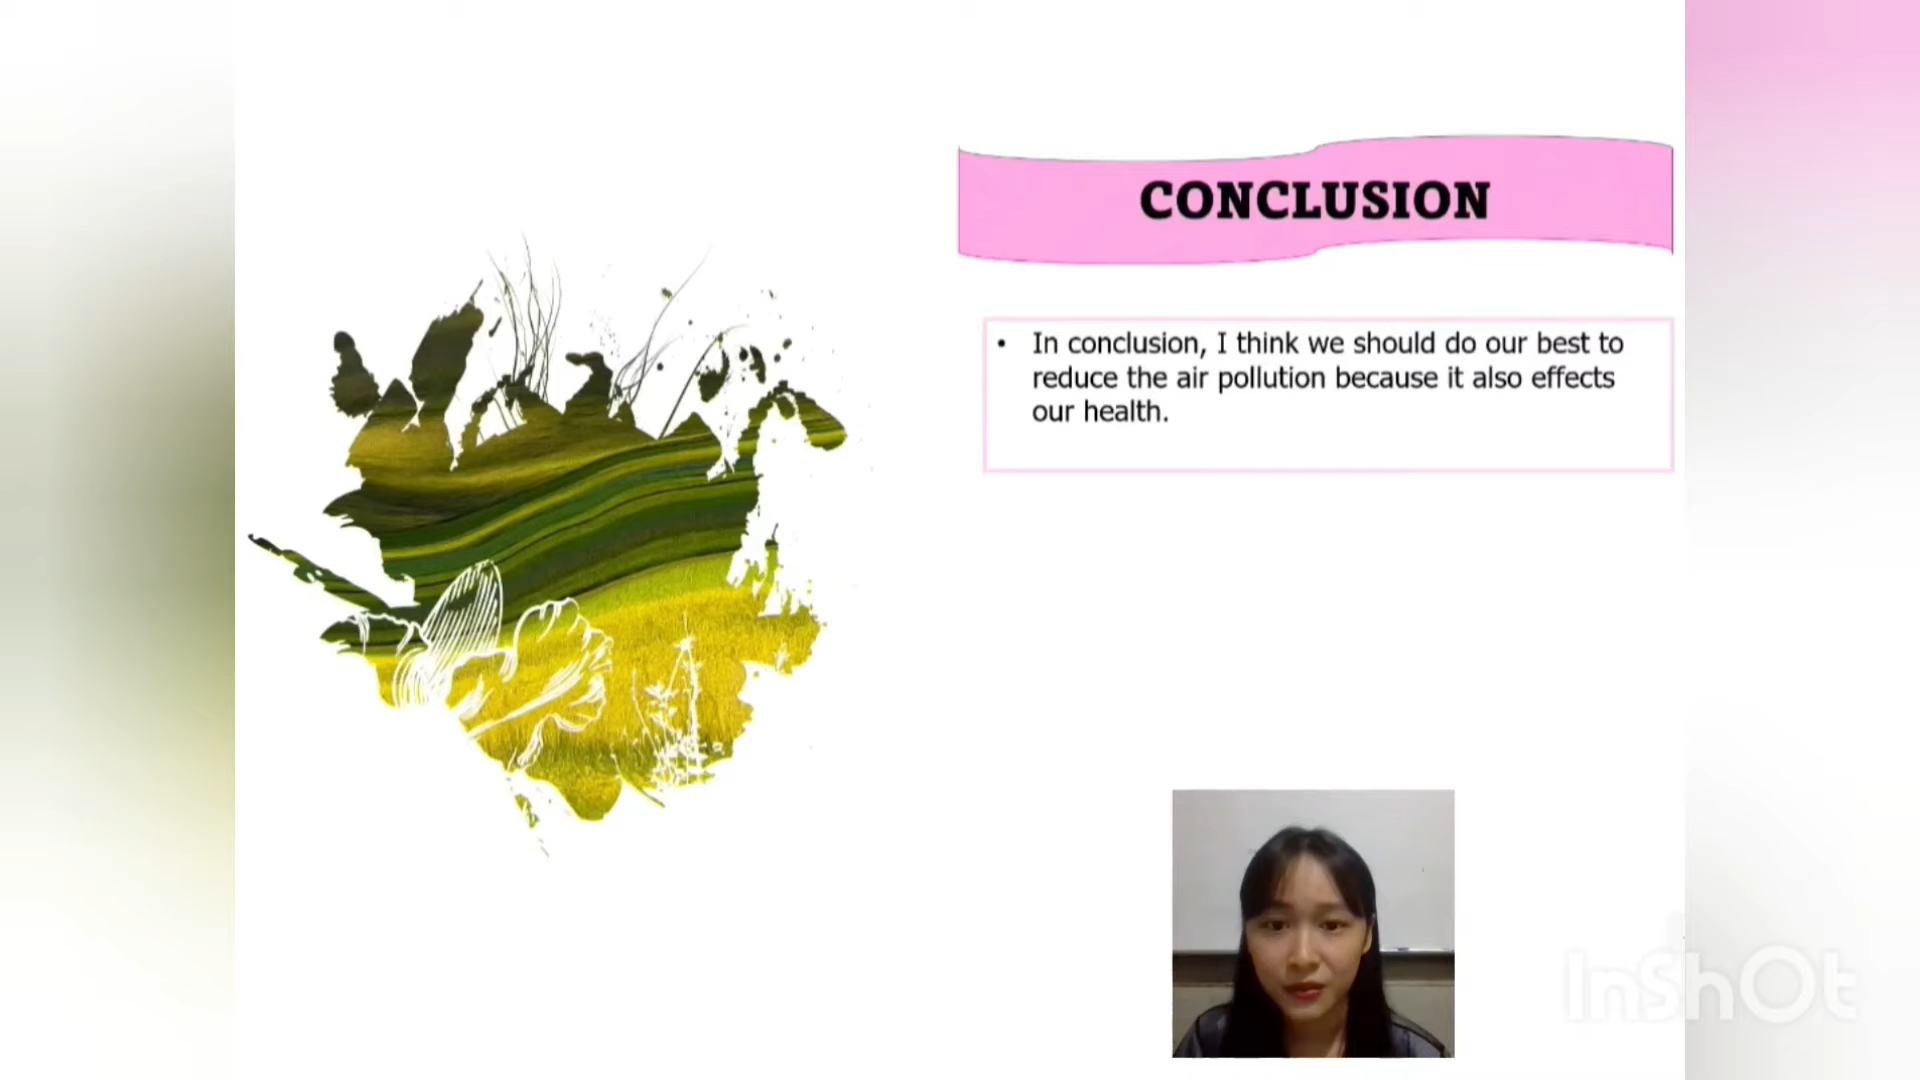 CONCLUSION
• In conclusion, I think we should do our best to
reduce the air pollution because it also effects
our health.
InShOt